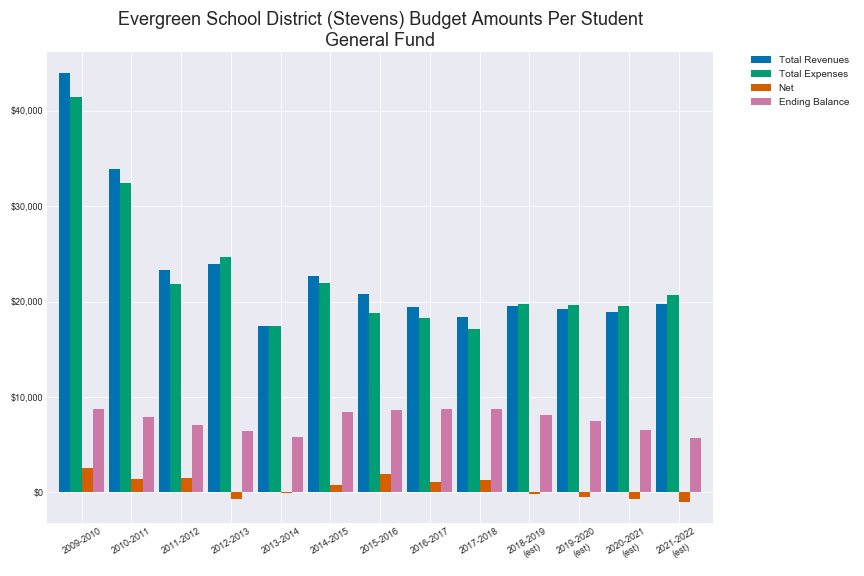 Evergreen School District (Stevens) Budget Amounts Per Student
General Fund
Total Revenues
Total Expenses
Net
Ending Balance
$40,000
$30,000
$20,000
$10,000
$0
2009-2010
2010-2011
2011-2012
2012-2013
2013-2014
2014-2015
2015-2016
2016-2017
2017-2018
2018-2019
(est)
2019-2020
(est)
2020-2021
(est)
2021-2022
(est)